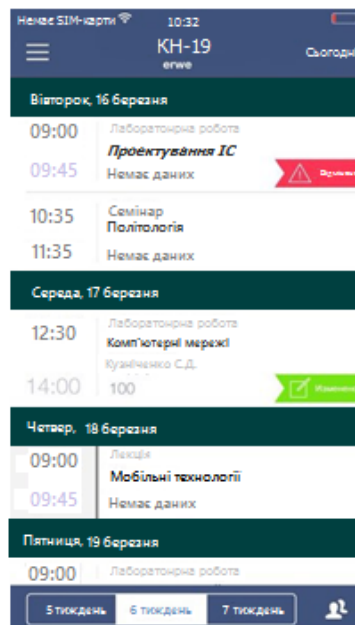 Немає SIM-карти 10:32
КН-19
erwe
Сьогодн
Вівторок, 16 березня
09:00 Лабораторна робота
Проектування ІС
09:45 Немає даних
10:35 Семінар
Політологія
11:35 Немає даних
Середа, 17 березня
12:30 Лабораторна робота
Комп'ютерні мережі
Кузніченко С.Д.
14:00 100
Четвер, 18 березня
09:00 Лекція
Мобільні технології
09:45 Немає даних
Пятниця, 19 березня
09:00 Лабораторна робота
5 тиждень 6 тиждень 7 тиждень